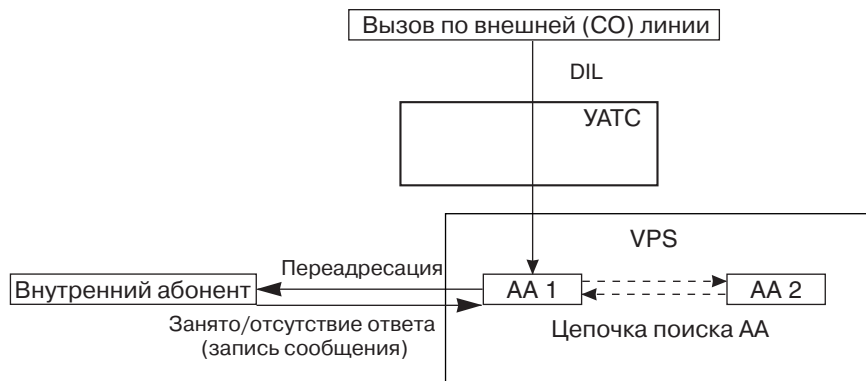 Вызов по внешней (CO) линии
DIL
УАТС
VPS
Переадресация
Внутренний абонент
AA 1
AA 2
Занято/отсутствие ответа
(запись сообщения)
Цепочка поиска AA